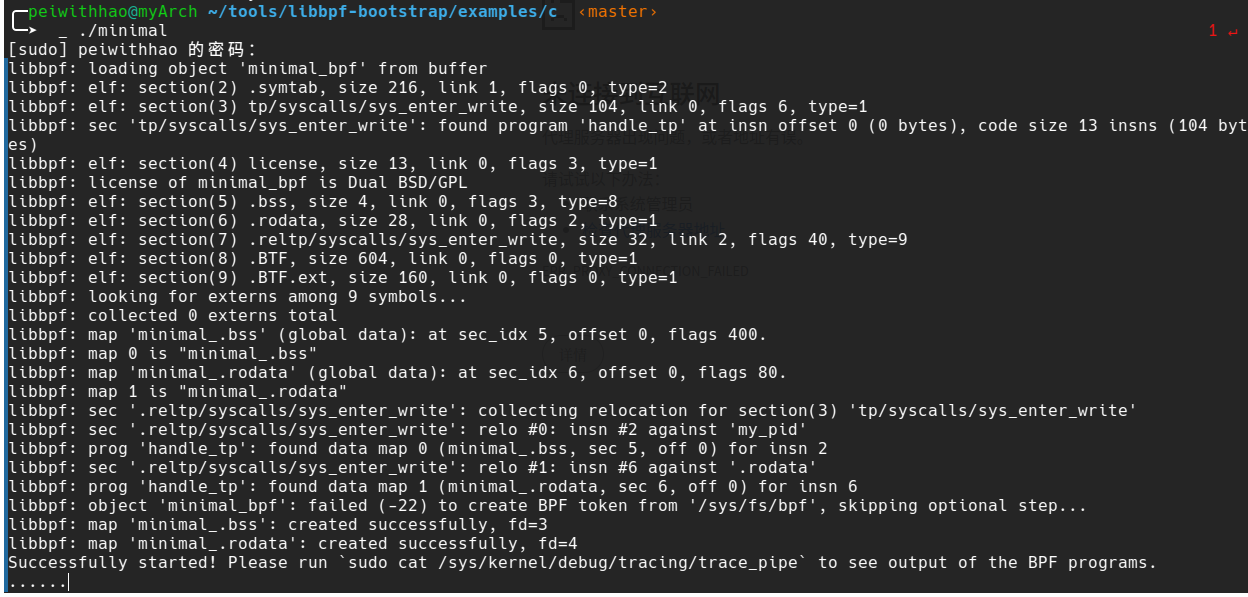 peiwithhao@myArch ~/tools/libbpf-bootstrap/examples/c ‹master›
_ ./minimal 1 ↵
[sudo] peiwithhao 的密码：
libbpf: loading object 'minimal_bpf' from buffer
libbpf: elf: section(2) .symtab, size 216, link 1, flags 0, type=2
libbpf: elf: section(3) tp/syscalls/sys_enter_write, size 104, link 0, flags 6, type=1
libbpf: sec 'tp/syscalls/sys_enter_write': found program 'handle_tp' at insn offset 0 (0 bytes), code size 13 insns (104 byt
es)
libbpf: elf: section(4) license, size 13, link 0, flags 3, type=1
libbpf: license of minimal_bpf is Dual BSD/GPL
libbpf: elf: section(5) .bss, size 4, link 0, flags 3, type=8
libbpf: elf: section(6) .rodata, size 28, link 0, flags 2, type=1
libbpf: elf: section(7) .reltp/syscalls/sys_enter_write, size 32, link 2, flags 40, type=9
libbpf: elf: section(8) .BTF, size 604, link 0, flags 0, type=1
libbpf: elf: section(9) .BTF.ext, size 160, link 0, flags 0, type=1
libbpf: looking for externs among 9 symbols...
libbpf: collected 0 externs total
libbpf: map 'minimal_.bss' (global data): at sec_idx 5, offset 0, flags 400.
libbpf: map 0 is "minimal_.bss"
libbpf: map 'minimal_.rodata' (global data): at sec_idx 6, offset 0, flags 80.
libbpf: map 1 is "minimal_.rodata"
libbpf: sec '.reltp/syscalls/sys_enter_write': collecting relocation for section(3) 'tp/syscalls/sys_enter_write'
libbpf: sec '.reltp/syscalls/sys_enter_write': relo #0: insn #2 against 'my_pid'
libbpf: prog 'handle_tp': found data map 0 (minimal_.bss, sec 5, off 0) for insn 2
libbpf: sec '.reltp/syscalls/sys_enter_write': relo #1: insn #6 against '.rodata'
libbpf: prog 'handle_tp': found data map 1 (minimal_.rodata, sec 6, off 0) for insn 6
libbpf: object 'minimal_bpf': failed (-22) to create BPF token from '/sys/fs/bpf', skipping optional step...
libbpf: map 'minimal_.bss': created successfully, fd=3
libbpf: map 'minimal_.rodata': created successfully, fd=4
Successfully started! Please run `sudo cat /sys/kernel/debug/tracing/trace_pipe` to see output of the BPF programs.
......